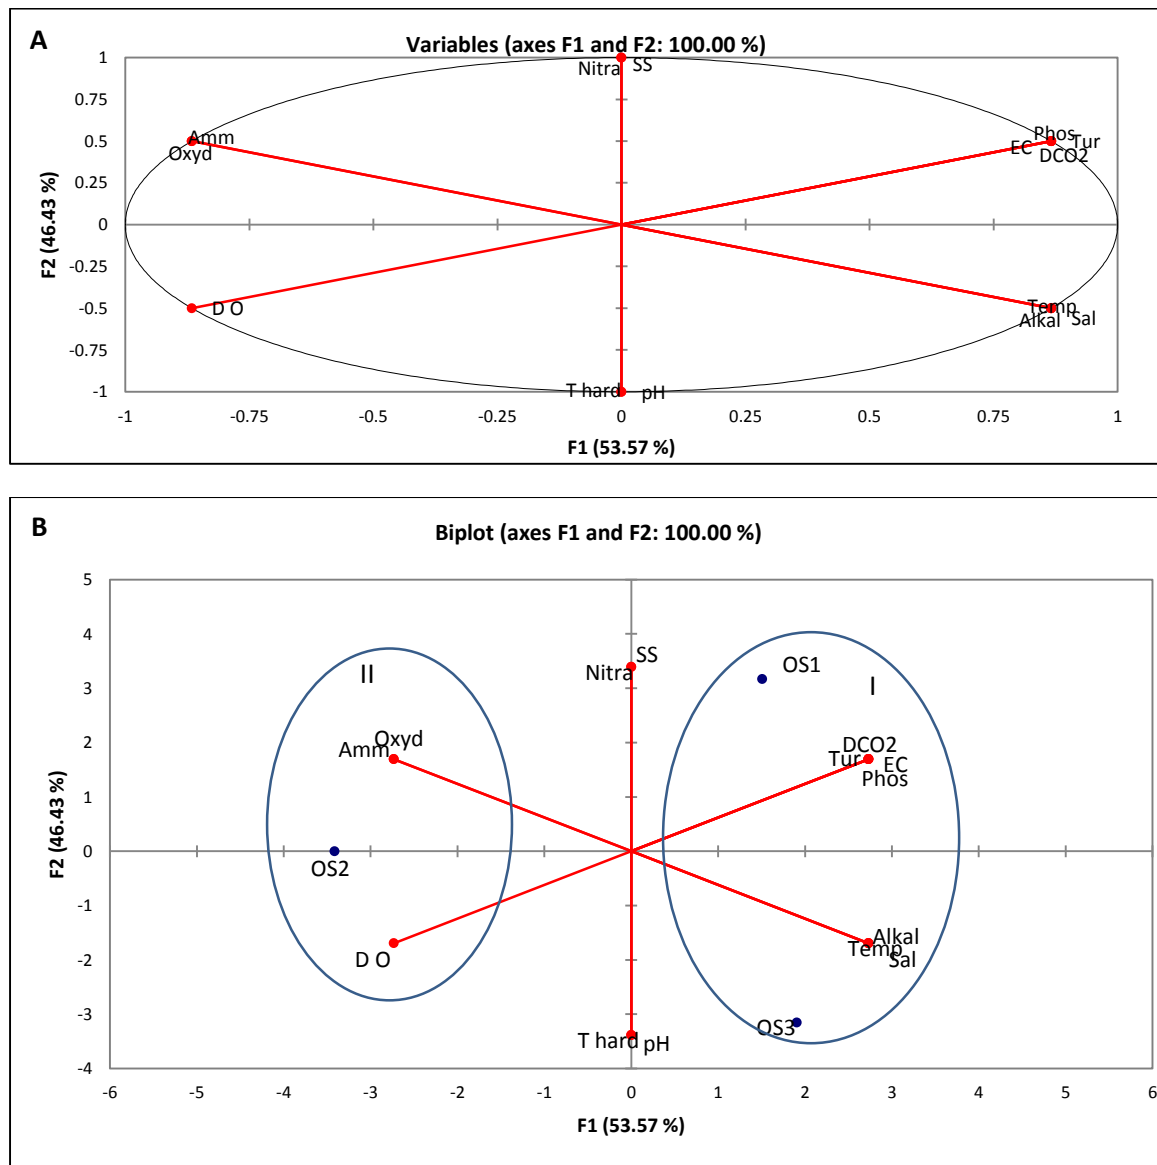 A
Variables (axes F1 and F2: 100.00 %)
1
Nitra SS
0.75
0.5
Amm
Oxyd
Phos
EC Tur
DCO2
0.25
0
F2 (46.43 %)
-0.25
-0.5
D O
Temp
Alkal Sal
-0.75
-1
T hard pH
-1 -0.75 -0.5 -0.25 0 0.25 0.5 0.75 1
F1 (53.57 %)
B
Biplot (axes F1 and F2: 100.00 %)
5
4
SS
Nitra
II
OS1
I
3
2
Oxyd
Amm
DCO2
Tur EC
Phos
1
0
F2 (46.43 %)
OS2
-1
Alkal
Temp
Sal
D O
-2
-3
OS3
T hard pH
-4
-6 -5 -4 -3 -2 -1 0 1 2 3 4 5 6
F1 (53.57 %)